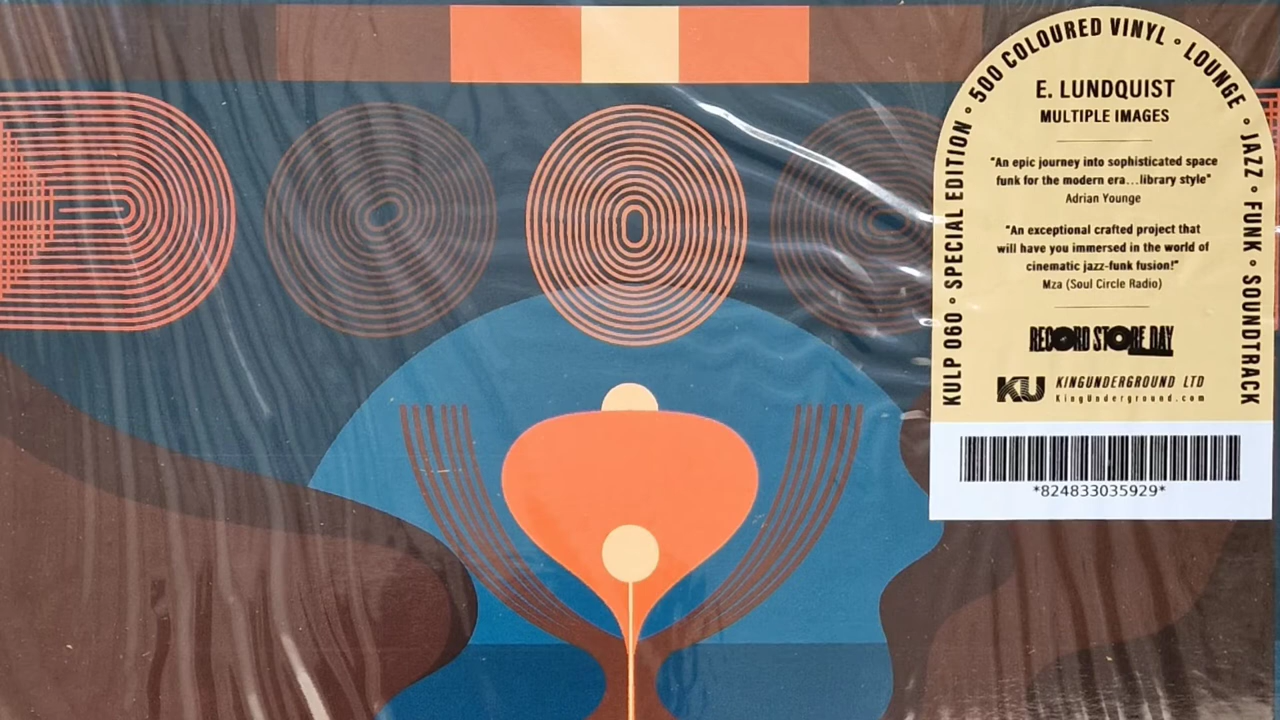 KULP 060 • SPECIAL EDITION • 500 COLOURED VINYL • LOUNGE • JAZZ • FUNK • SOUNDTRACK
E. LUNDQUIST
MULTIPLE IMAGES
"An epic journey into sophisticated space
funk for the modern era...library style"
Adrian Younge
"An exceptional crafted project that
will have you immersed in the world of
cinematic jazz-funk fusion!"
Mza (Soul Circle Radio)
RECORD STORE DAY
KU KINGUNDERGROUND LTD
KingUnderground.com
*824833035929*